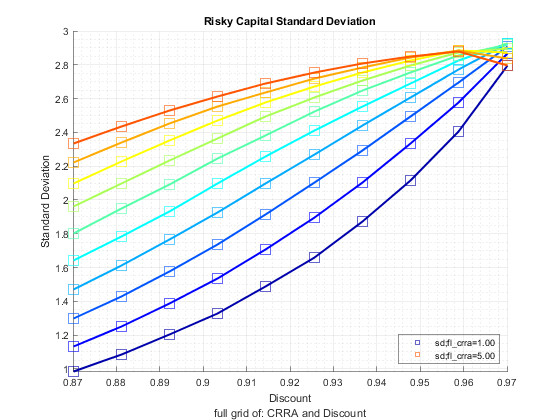 Risky Capital Standard Deviation
3
2.8
2.6
2.4
2.2
2
1.8
1.6
1.4
1.2
1
Standard Deviation
0.87 0.88 0.89 0.9 0.91 0.92 0.93 0.94 0.95 0.96 0.97
Discount
full grid of: CRRA and Discount
sd;fl_crra=1.00
sd;fl_crra=5.00